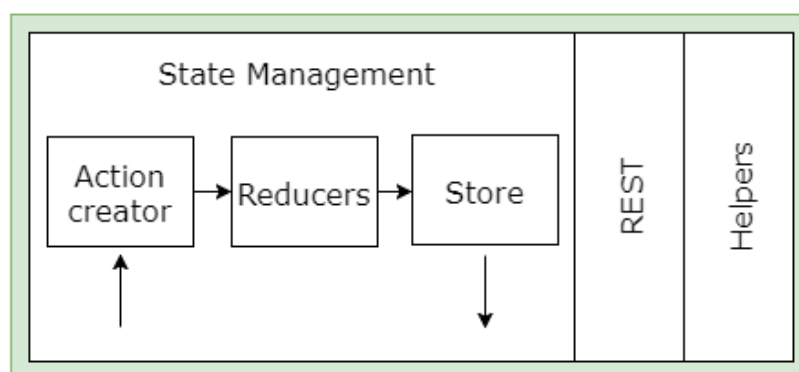 State Management
Action
creator
Reducers
Store
REST
Helpers